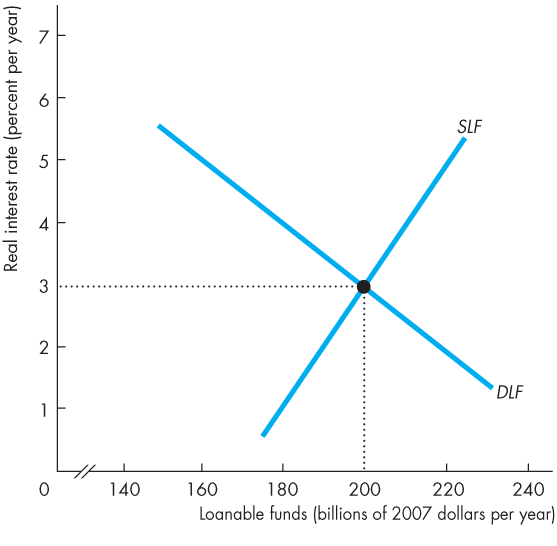 Real interest rate (percent per year)
7
6
5
4
3
2
1
0
SLF
DLF
140 160 180 200 220 240
Loanable funds (billions of 2007 dollars per year)